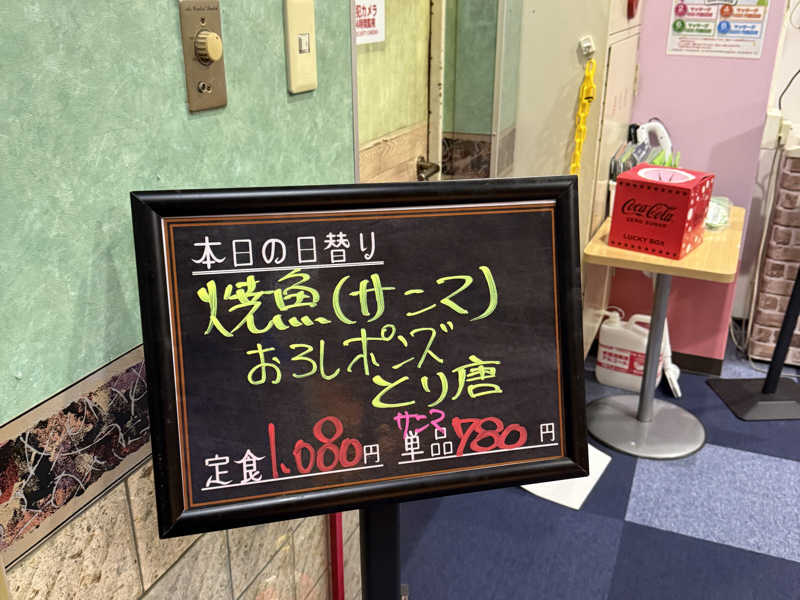 本日の日替り
焼魚(サンマ)
おろしポンズ
とり唐
サンマ
定食1,080円 単品780円
Coca-Cola
ZERO SUGAR
LUCKY BOX